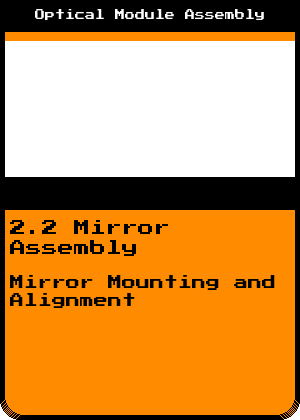 Optical Module Assembly
2.2 Mirror
Assembly
Mirror Mounting and
Alignment